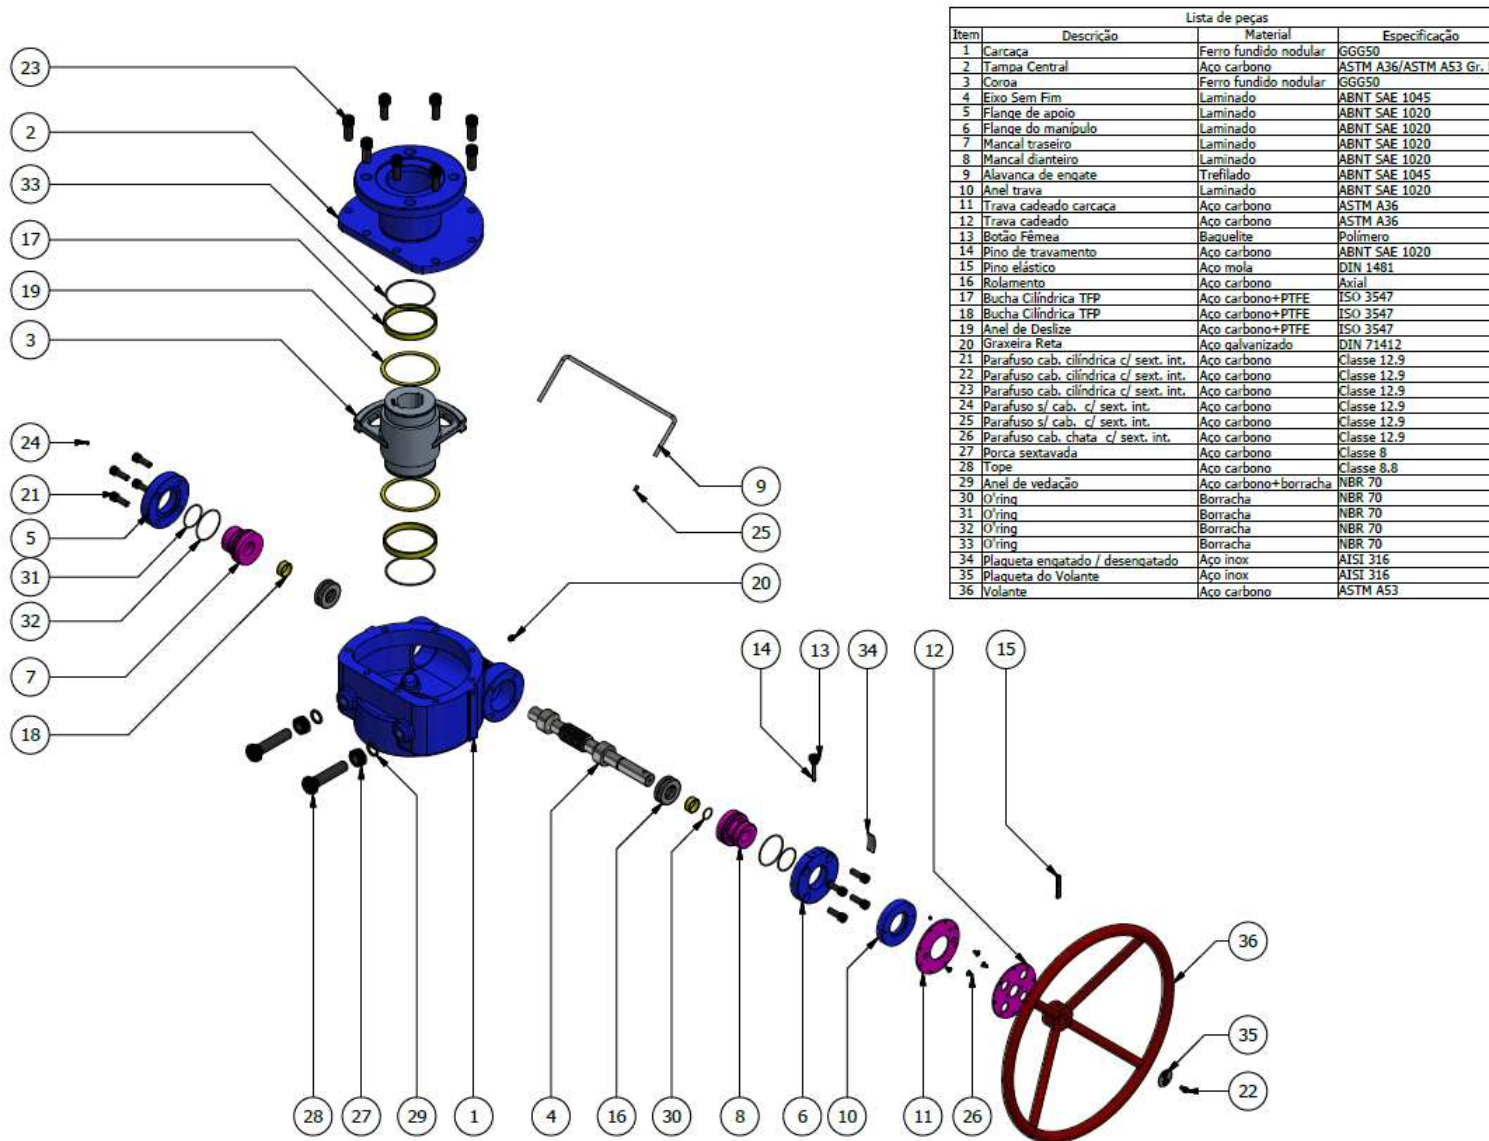 Lista de peças
Item Descrição Material Especificação
1 Carcaça Ferro fundido nodular GGG50
2 Tampa Central Aço carbono ASTM A36/ASTM A53 Gr.
3 Coroa Ferro fundido nodular GGG50
4 Eixo Sem Fim Laminado ABNT SAE 1045
5 Flange de apoio Laminado ABNT SAE 1020
6 Flange do manípulo Laminado ABNT SAE 1020
7 Mancal traseiro Laminado ABNT SAE 1020
8 Mancal dianteiro Laminado ABNT SAE 1020
9 Alavanca de engate Trefilado ABNT SAE 1045
10 Anel trava Laminado ABNT SAE 1020
11 Trava cadeado carcaça Aço carbono ASTM A36
12 Trava cadeado Aço carbono ASTM A36
13 Botão Fêmea Baquelite Polímero
14 Pino de travamento Aço carbono ABNT SAE 1020
15 Pino elástico Aço mola DIN 1481
16 Rolamento Aço carbono Axial
17 Bucha Cilíndrica TFP Aço carbono+PTFE ISO 3547
18 Bucha Cilíndrica TFP Aço carbono+PTFE ISO 3547
19 Anel de Deslize Aço carbono+PTFE ISO 3547
20 Graxeira Reta Aço galvanizado DIN 71412
21 Parafuso cab. cilíndrica c/ sext. int. Aço carbono Classe 12.9
22 Parafuso cab. cilíndrica c/ sext. int. Aço carbono Classe 12.9
23 Parafuso cab. cilíndrica c/ sext. int. Aço carbono Classe 12.9
24 Parafuso s/ cab. c/ sext. int. Aço carbono Classe 12.9
25 Parafuso s/ cab. c/ sext. int. Aço carbono Classe 12.9
26 Parafuso cab. chata c/ sext. int. Aço carbono Classe 12.9
27 Porca sextavada Aço carbono Classe 8
28 Tope Aço carbono Classe 8.8
29 Anel de vedação Aço carbono+borracha NBR 70
30 O'ring Borracha NBR 70
31 O'ring Borracha NBR 70
32 O'ring Borracha NBR 70
33 O'ring Borracha NBR 70
34 Plaqueta engatado / desengatado Aço inox AISI 316
35 Plaqueta do Volante Aço inox AISI 316
36 Volante Aço carbono ASTM A53
23
2
33
17
19
3
24
21
5
31
32
7
18
9
25
20
14 13 34 12 15
36
35
22
28 27 29 1 4 16 30 8 6 10 11 26